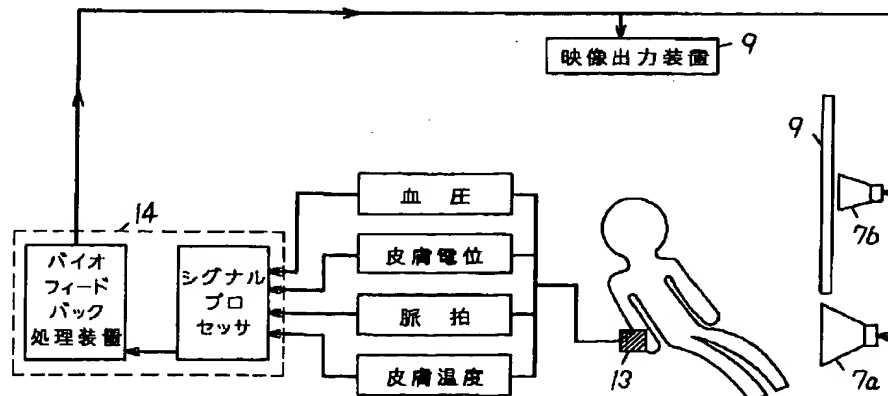 9
映像出力装置
9
7b
血圧
14
皮膚電位
バイオ
フィード
バック
処理装置
シグナル
プロ
セッサ
脈拍
皮膚温度
13
7a